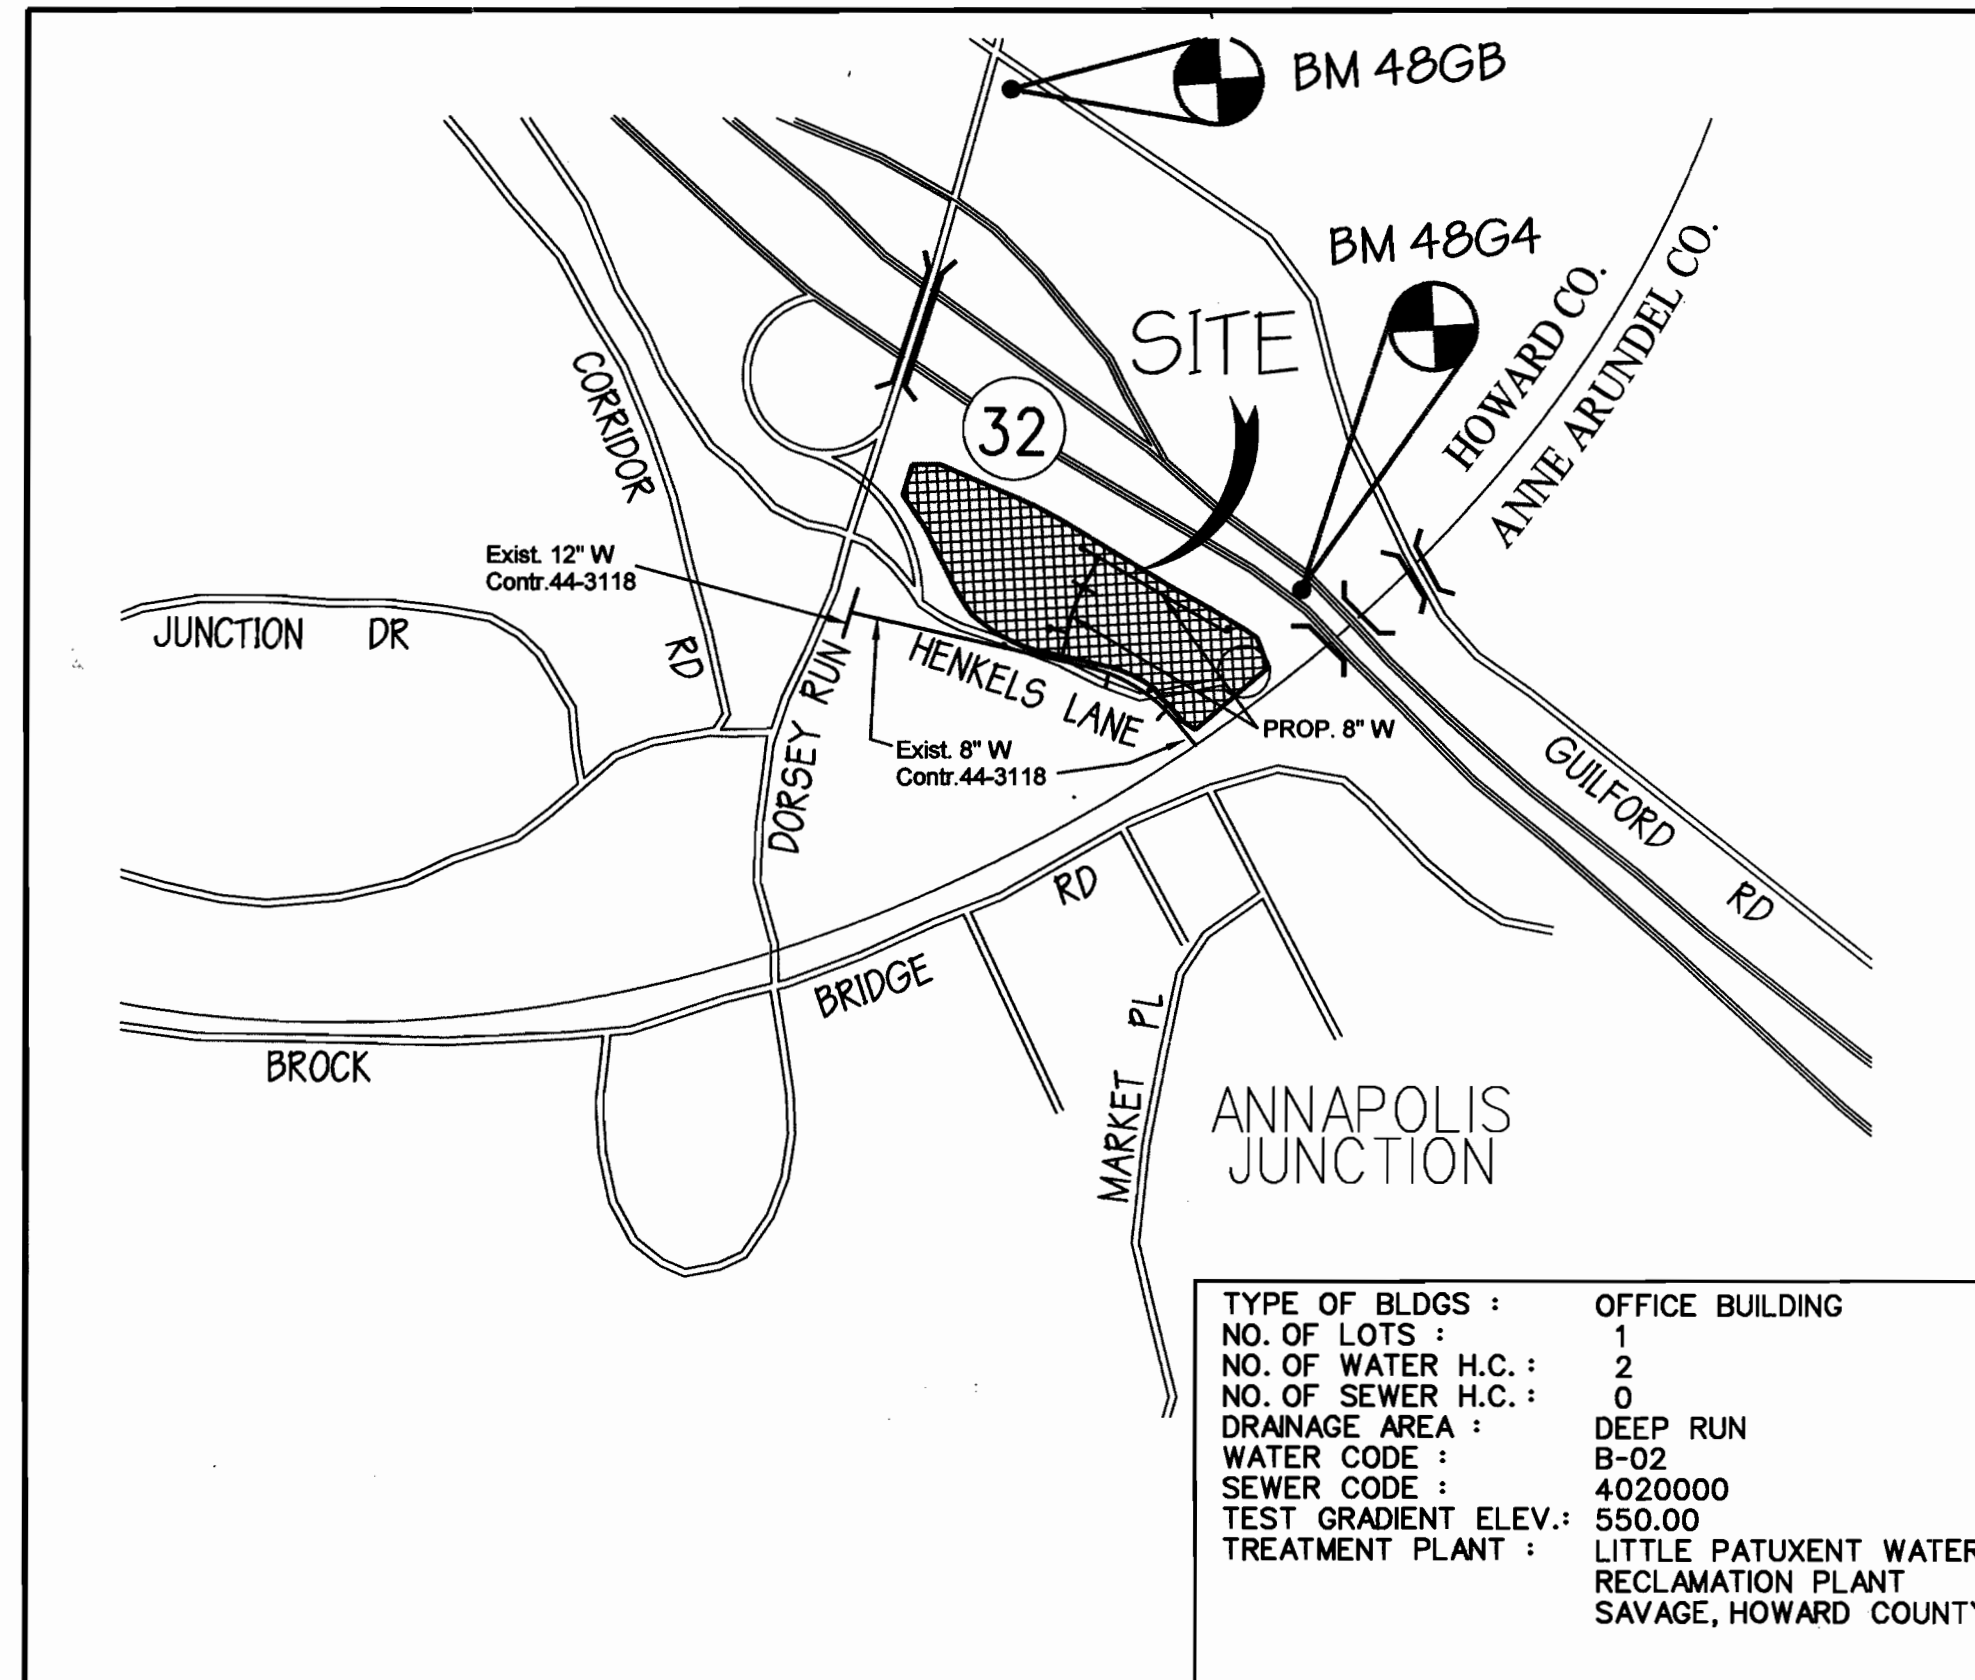 BM 48GB
BM 48G4
SITE
HOWARD CO.
ANNE ARUNDEL CO.
32
CORRIDOR
RD
Exist. 12" W
Contr.44-3118
JUNCTION DR
HENKELS LANE
DORSEY RUN
PROP. 8" W
Exist. 8" W
Contr.44-3118
GUILFORD
RD
BROCK
BRIDGE
RD
MARKET PL
ANNAPOLIS
JUNCTION
TYPE OF BLDGS : OFFICE BUILDING
NO. OF LOTS : 1
NO. OF WATER H.C. : 2
NO. OF SEWER H.C. : 0
DRAINAGE AREA : DEEP RUN
WATER CODE : B-02
SEWER CODE : 4020000
TEST GRADIENT ELEV.: 550.00
TREATMENT PLANT : LITTLE PATUXENT WATER
RECLAMATION PLANT
SAVAGE, HOWARD COUNTY